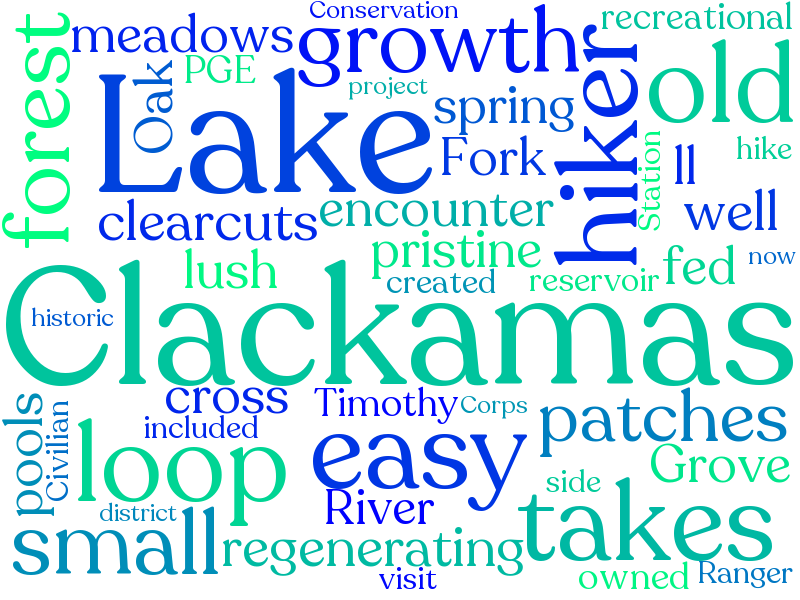 Conservation
recreational
meadows
growth
hiker
forest
Oak
PGE
project
old
Lake
spring
Fork
Station
hike
ll
clearcuts
encounter
well
pristine
lush
created
reservoir
fed
now
Clackamas
historic
cross
Timothy
Corps
pools
Civilian
included
loop
easy
patches
Grove
River
side
takes
district
small
regenerating
visit
owned
Ranger